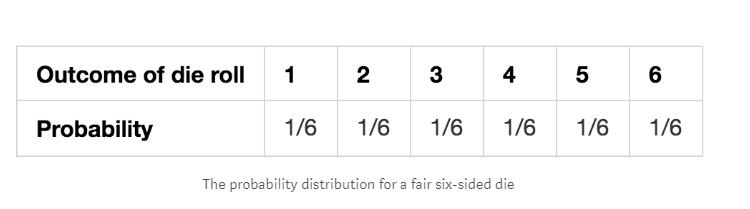 Outcome of die roll 1 2 3 4 5 6
Probability 1/6 1/6 1/6 1/6 1/6 1/6
The probability distribution for a fair six-sided die